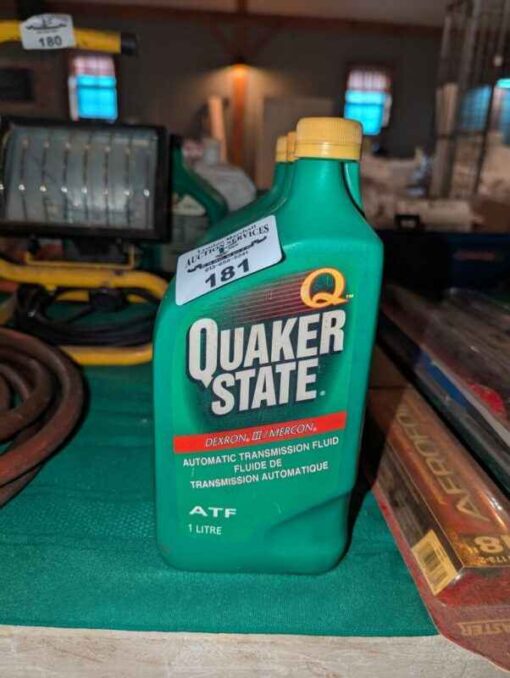 180
AUCTION SERVICES
181
Q
QUAKER
STATE
DEXRON III / MERCON
AUTOMATIC TRANSMISSION FLUID
FLUIDE DE
TRANSMISSION AUTOMATIQUE
ATF
1 LITRE